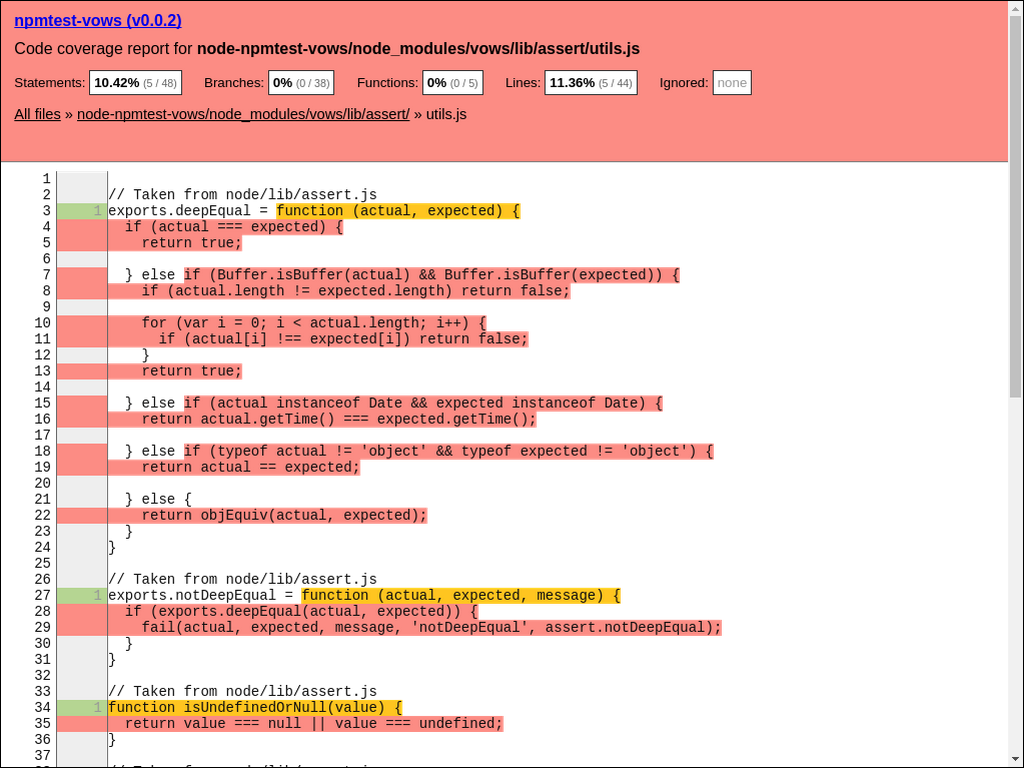 npmtest-vows (v0.0.2)
Code coverage report for node-npmtest-vows/node_modules/vows/lib/assert/utils.js
Statements: 10.42% (5 / 48) Branches: 0% (0 / 38) Functions: 0% (0 / 5) Lines: 11.36% (5 / 44) Ignored: none
All files » node-npmtest-vows/node_modules/vows/lib/assert/ » utils.js
1
2 // Taken from node/lib/assert.js
3 1 exports.deepEqual = function (actual, expected) {
4   if (actual === expected) {
5     return true;
6
7   } else if (Buffer.isBuffer(actual) && Buffer.isBuffer(expected)) {
8     if (actual.length != expected.length) return false;
9
10     for (var i = 0; i < actual.length; i++) {
11       if (actual[i] !== expected[i]) return false;
12     }
13     return true;
14
15   } else if (actual instanceof Date && expected instanceof Date) {
16     return actual.getTime() === expected.getTime();
17
18   } else if (typeof actual != 'object' && typeof expected != 'object') {
19     return actual == expected;
20
21   } else {
22     return objEquiv(actual, expected);
23   }
24 }
25
26 // Taken from node/lib/assert.js
27 1 exports.notDeepEqual = function (actual, expected, message) {
28   if (exports.deepEqual(actual, expected)) {
29     fail(actual, expected, message, 'notDeepEqual', assert.notDeepEqual);
30   }
31 }
32
33 // Taken from node/lib/assert.js
34 1 function isUndefinedOrNull(value) {
35   return value === null || value === undefined;
36 }
37